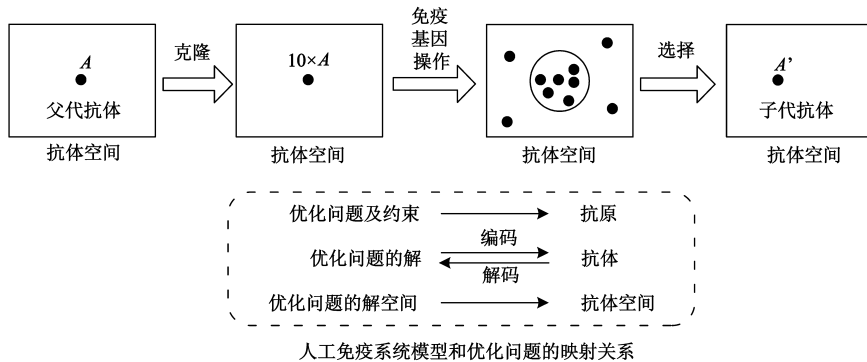 A
父代抗体
抗体空间
克隆
10×A
抗体空间
免疫
基因
操作
抗体空间
选择
A’
子代抗体
抗体空间
优化问题及约束 抗原
优化问题的解 编码 解码 抗体
优化问题的解空间 抗体空间
人工免疫系统模型和优化问题的映射关系